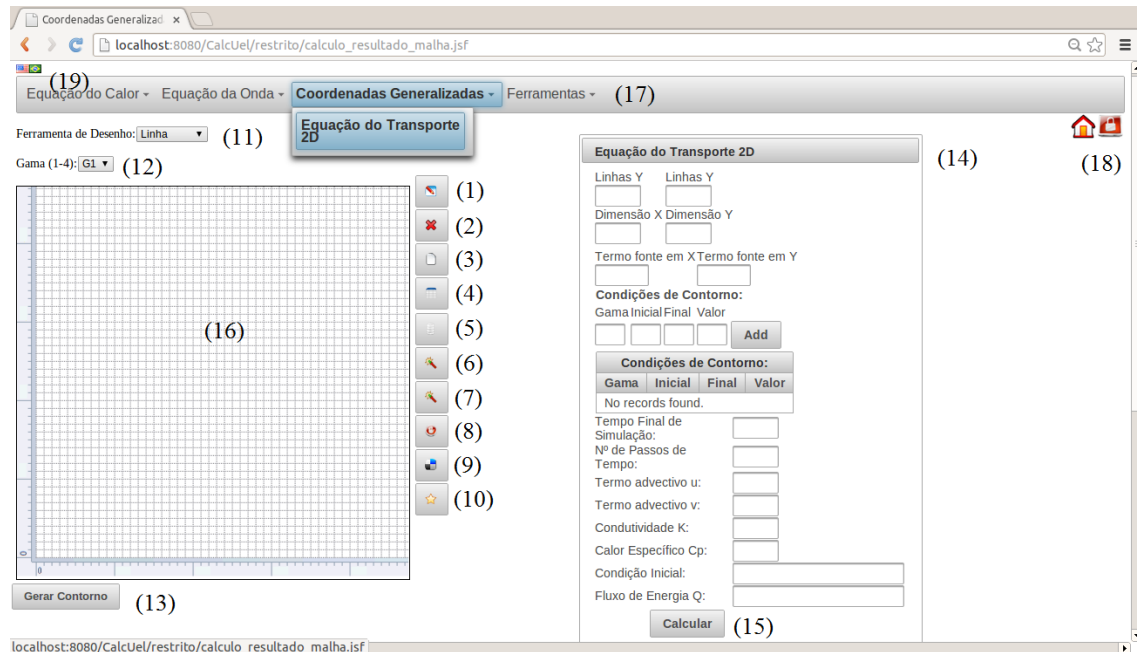 Coordenadas Generalizad
localhost:8080/CalcUel/restrito/calculo_resultado_malha.jsf
(19)
Equação do Calor Equação da Onda Coordenadas Generalizadas Ferramentas (17)
Equação do Transporte
2D
Ferramenta de Desenho: Linha (11)
Gama (1-4): G1 (12)
(1)
(2)
(3)
(4)
(5)
(6)
(7)
(8)
(9)
(10)
(16)
0
0
Gerar Contorno (13)
(18)
Equação do Transporte 2D (14)
Linhas Y Linhas Y
Dimensão X Dimensão Y
Termo fonte em X Termo fonte em Y
Condições de Contorno:
Gama Inicial Final Valor
Add
Condições de Contorno:
Gama Inicial Final Valor
No records found.
Tempo Final de
Simulação:
Nº de Passos de
Tempo:
Termo advectivo u:
Termo advectivo v:
Condutividade K:
Calor Específico Cp:
Condição Inicial:
Fluxo de Energia Q:
Calcular (15)
localhost:8080/CalcUel/restrito/calculo_resultado_malha.jsf